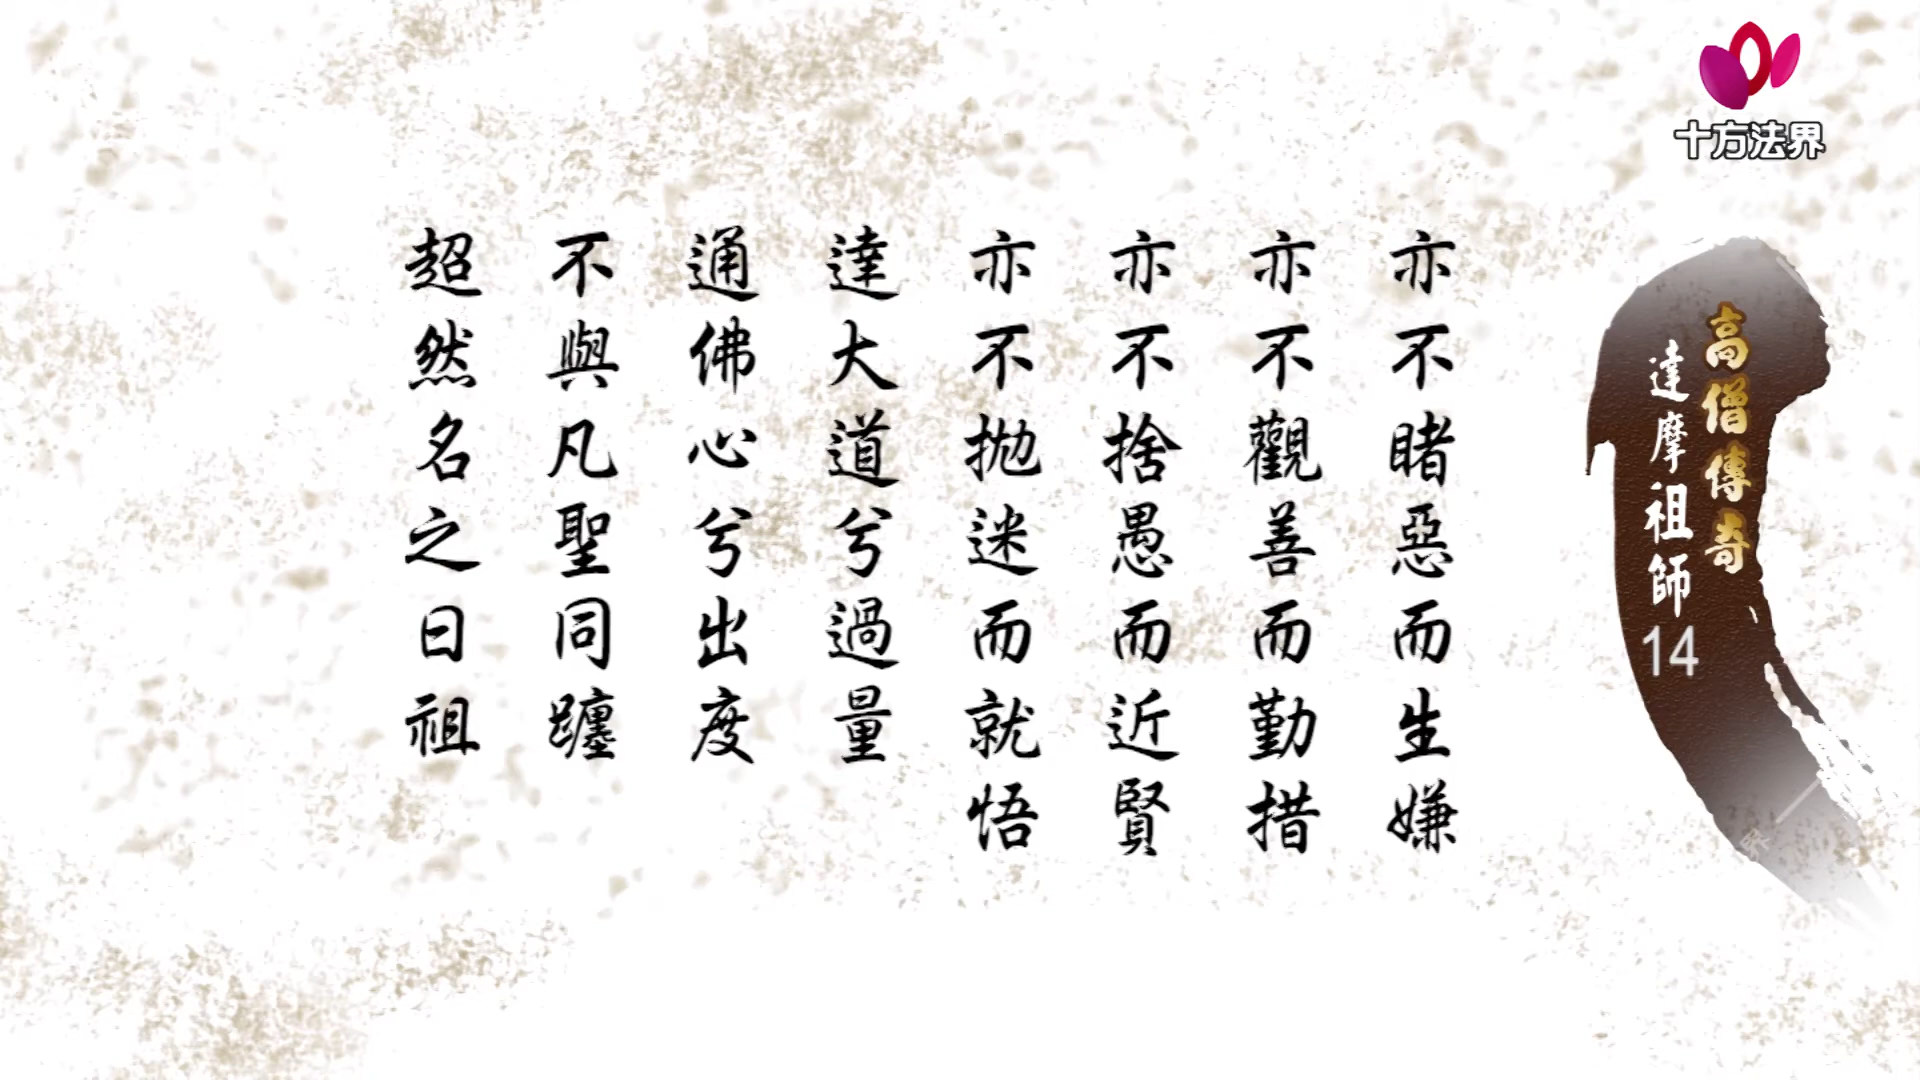 十方法界
高僧傳奇
達摩祖師14
亦不睹惡而生嫌
亦不觀善而勤措
亦不捨愚而近賢
亦不拋迷而就悟
達大道兮過量
通佛心兮出度
不與凡聖同躔
超然名之曰祖